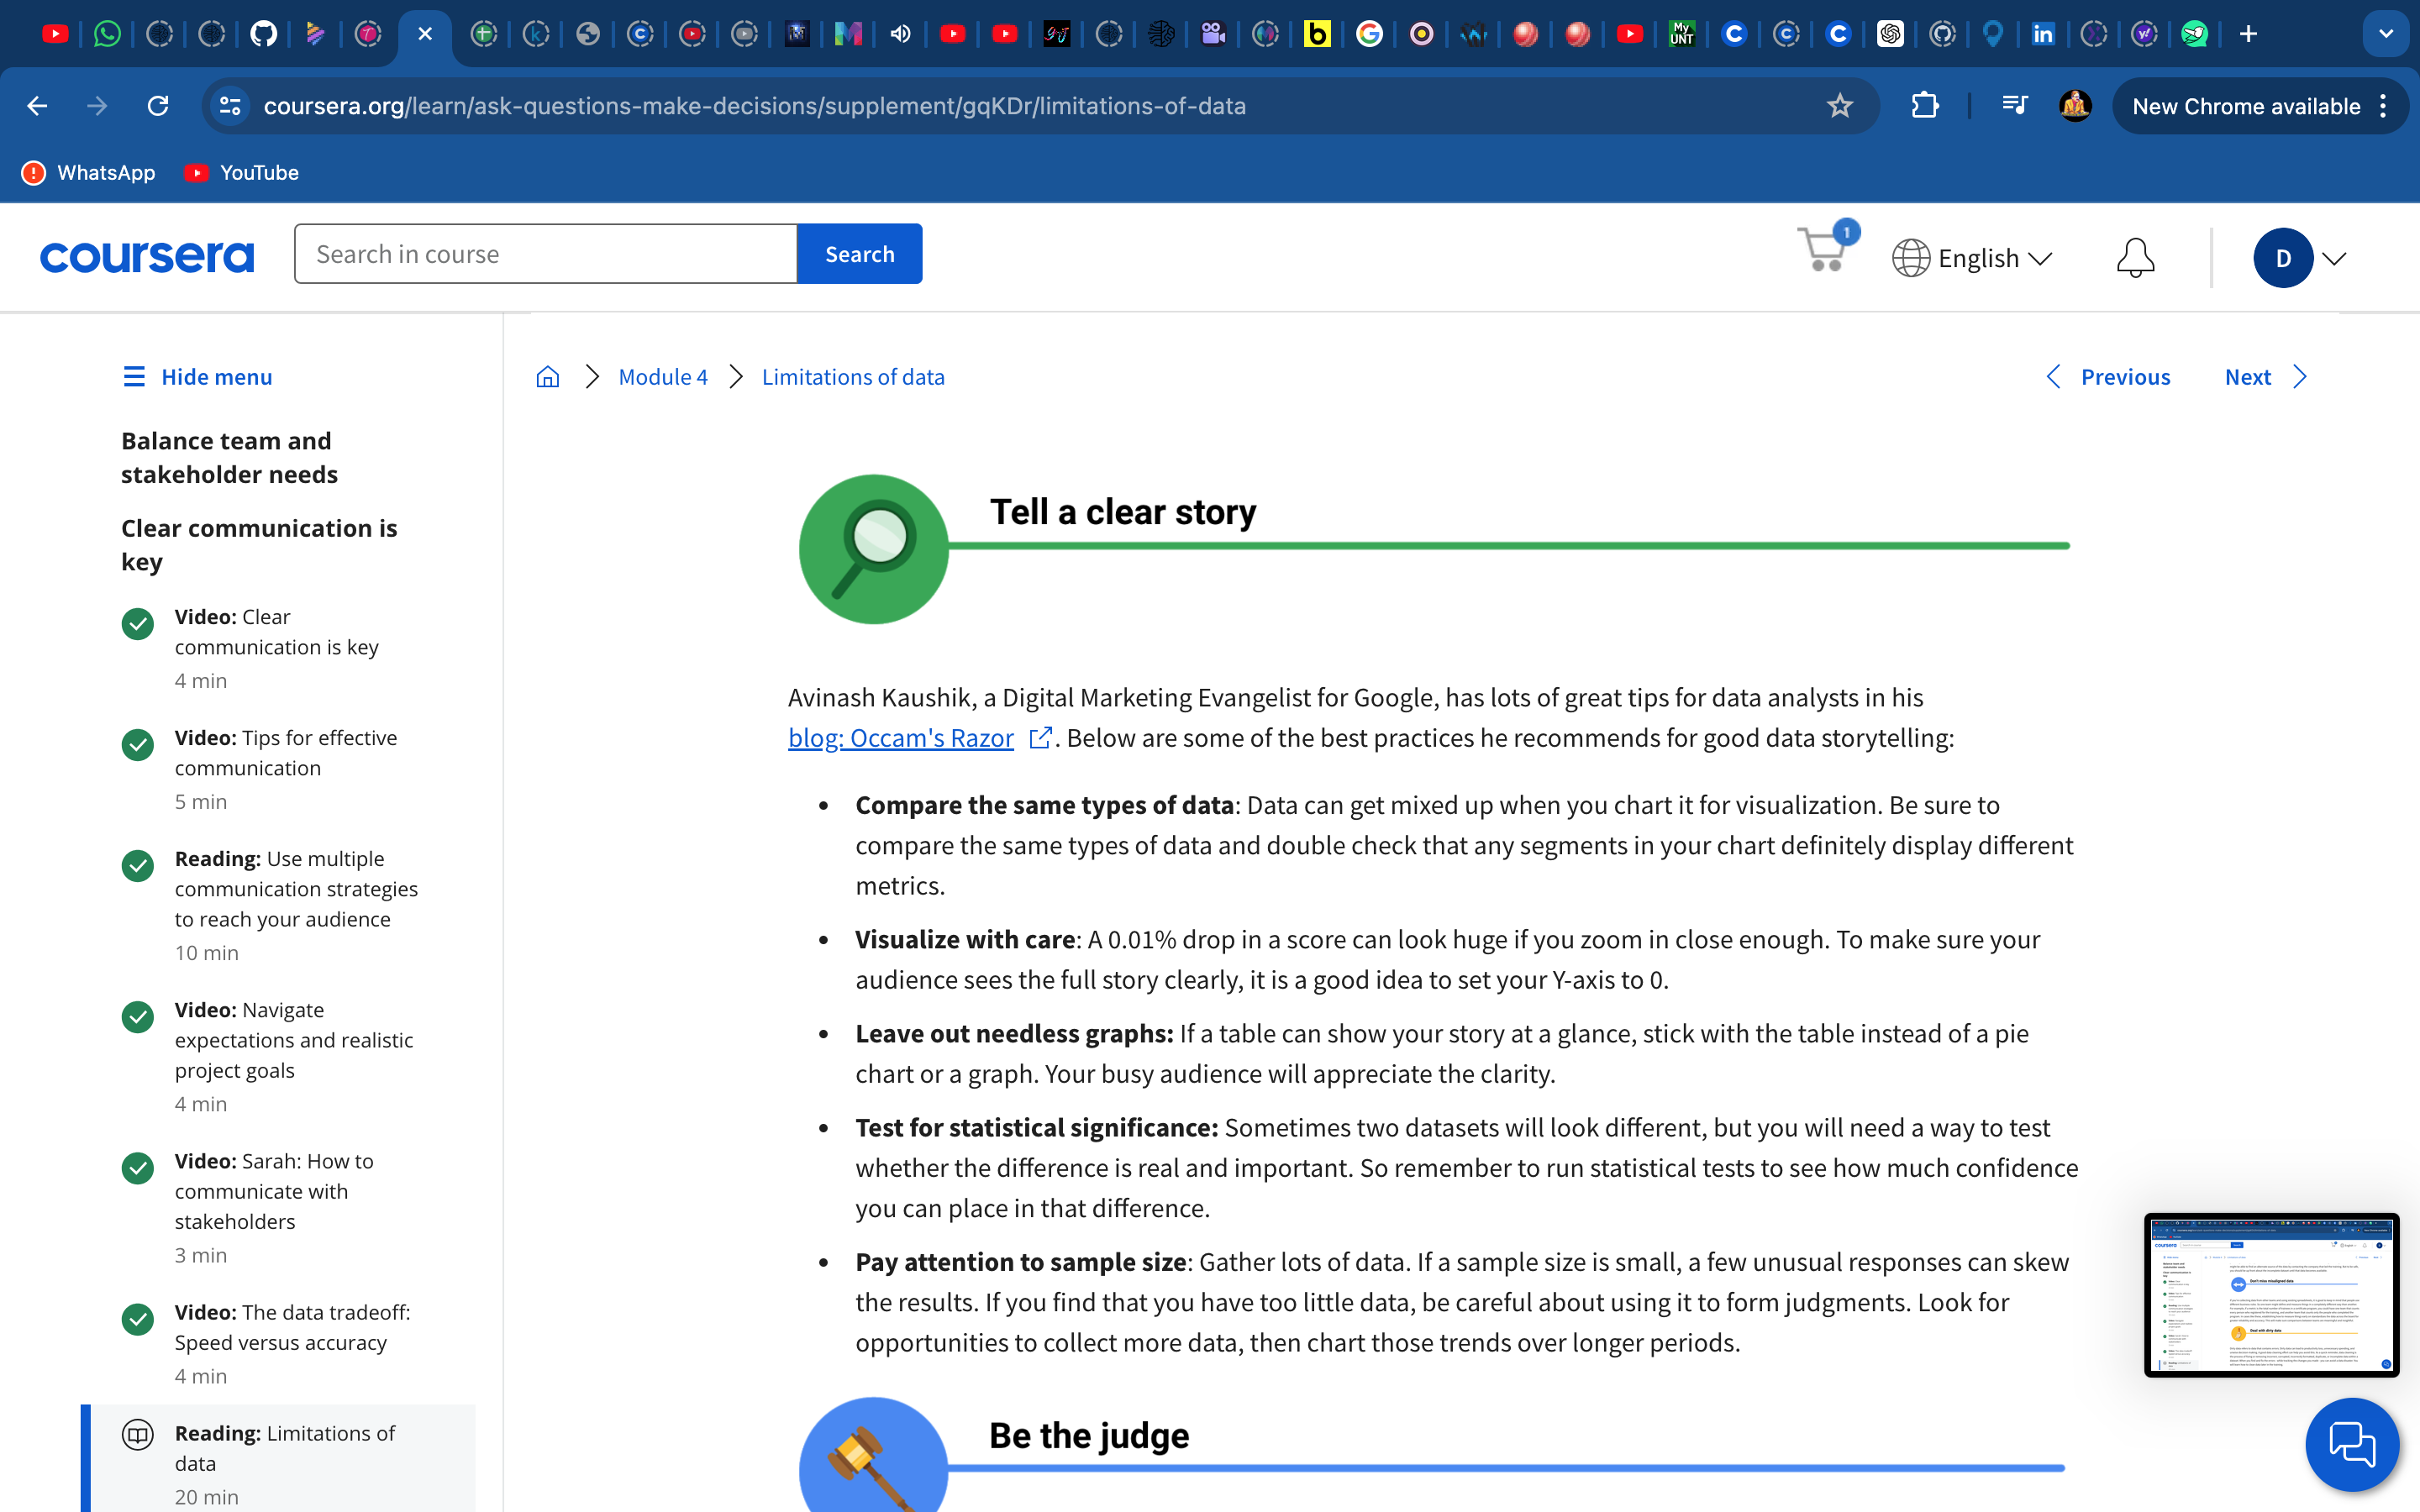 coursera.org/learn/ask-questions-make-decisions/supplement/gqKDr/limitations-of-data
New Chrome available
WhatsApp
YouTube
coursera
Search in course
Search
1
English
D
Hide menu
Module 4
Limitations of data
Previous
Next
Balance team and
stakeholder needs
Clear communication is
key
Video: Clear
communication is key
4 min
Video: Tips for effective
communication
5 min
Reading: Use multiple
communication strategies
to reach your audience
10 min
Video: Navigate
expectations and realistic
project goals
4 min
Video: Sarah: How to
communicate with
stakeholders
3 min
Video: The data tradeoff:
Speed versus accuracy
4 min
Reading: Limitations of
data
20 min
Tell a clear story
Avinash Kaushik, a Digital Marketing Evangelist for Google, has lots of great tips for data analysts in his
blog: Occam's Razor . Below are some of the best practices he recommends for good data storytelling:
• Compare the same types of data: Data can get mixed up when you chart it for visualization. Be sure to
compare the same types of data and double check that any segments in your chart definitely display different
metrics.
• Visualize with care: A 0.01% drop in a score can look huge if you zoom in close enough. To make sure your
audience sees the full story clearly, it is a good idea to set your Y-axis to 0.
• Leave out needless graphs: If a table can show your story at a glance, stick with the table instead of a pie
chart or a graph. Your busy audience will appreciate the clarity.
• Test for statistical significance: Sometimes two datasets will look different, but you will need a way to test
whether the difference is real and important. So remember to run statistical tests to see how much confidence
you can place in that difference.
• Pay attention to sample size: Gather lots of data. If a sample size is small, a few unusual responses can skew
the results. If you find that you have too little data, be careful about using it to form judgments. Look for
opportunities to collect more data, then chart those trends over longer periods.
Be the judge